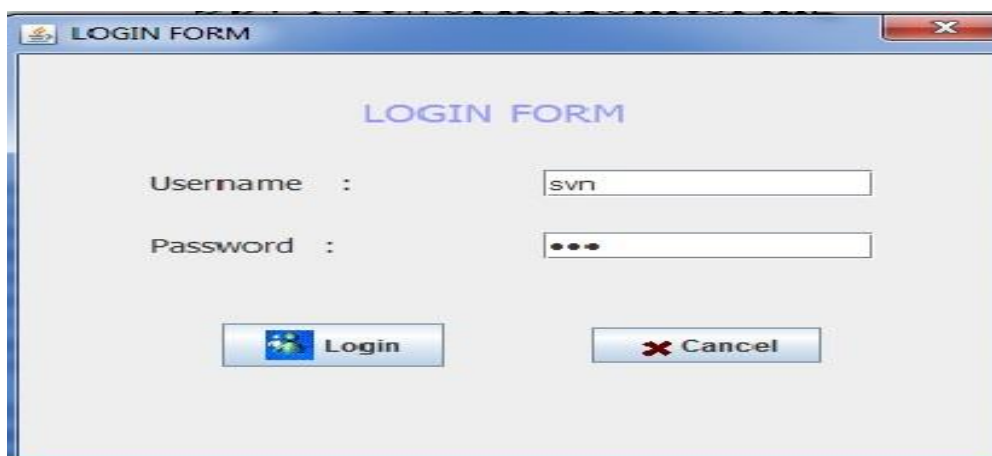 LOGIN FORM
LOGIN FORM
Username : svn
Password : •••
Login Cancel